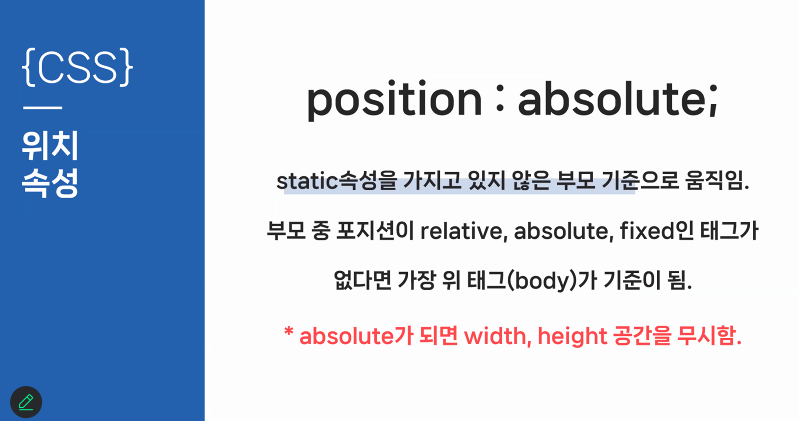 {CSS}
위치
속성
position : absolute;
static속성을 가지고 있지 않은 부모 기준으로 움직임.
부모 중 포지션이 relative, absolute, fixed인 태그가
없다면 가장 위 태그(body)가 기준이 됨.
* absolute가 되면 width, height 공간을 무시함.